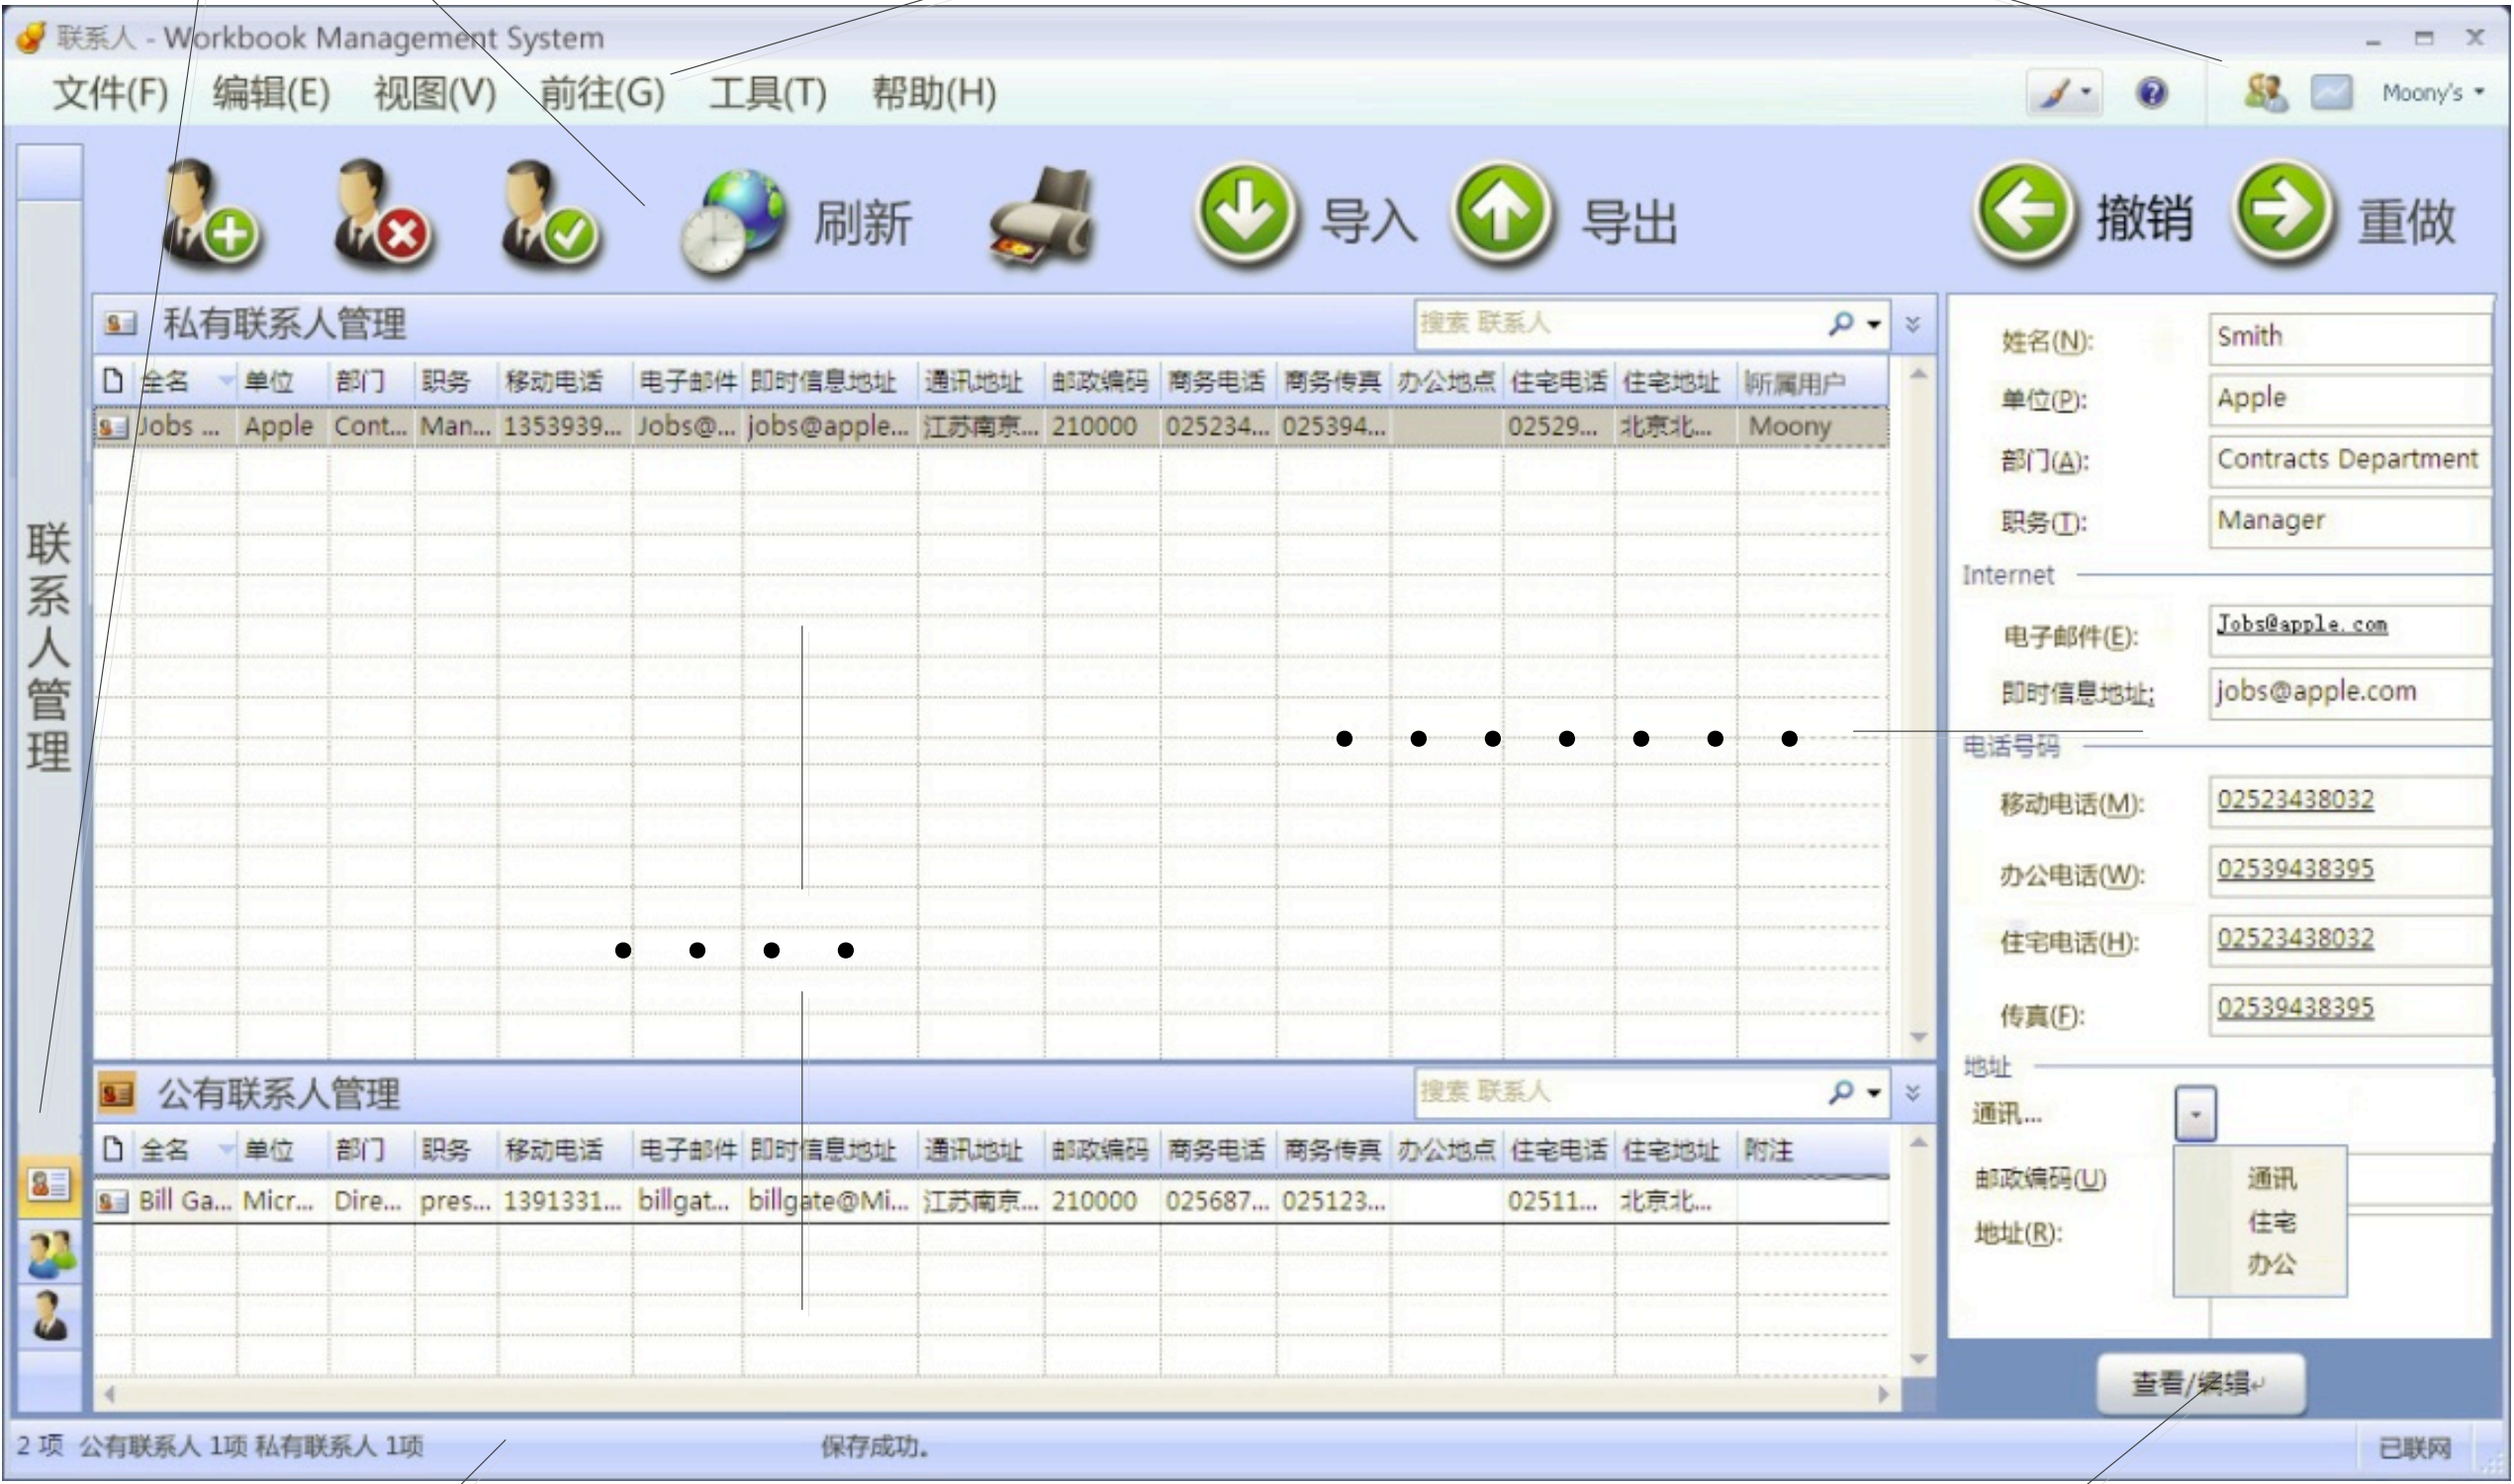 联系人 - Workbook Management System
文件(F) 编辑(E) 视图(V) 前往(G) 工具(T) 帮助(H) Moony's
刷新 导入 导出 撤销 重做
联系人管理
私有联系人管理 搜索 联系人
全名 单位 部门 职务 移动电话 电子邮件 即时信息地址 通讯地址 邮政编码 商务电话 商务传真 办公地点 住宅电话 住宅地址 所属用户
Jobs ... Apple Cont... Man... 1353939... Jobs@... jobs@apple... 江苏南京... 210000 025234... 025394... 02529... 北京北... Moony
公有联系人管理 搜索 联系人
全名 单位 部门 职务 移动电话 电子邮件 即时信息地址 通讯地址 邮政编码 商务电话 商务传真 办公地点 住宅电话 住宅地址 附注
Bill Ga... Micr... Dire... pres... 1391331... billgat... billgate@Mi... 江苏南京... 210000 025687... 025123... 02511... 北京北...
姓名(N): Smith
单位(P): Apple
部门(A): Contracts Department
职务(T): Manager
Internet
电子邮件(E): Jobs@apple.com
即时信息地址: jobs@apple.com
电话号码
移动电话(M): 02523438032
办公电话(W): 02539438395
住宅电话(H): 02523438032
传真(F): 02539438395
地址
通讯...
邮政编码(U)
地址(R):
通讯
住宅
办公
查看/编辑
2 项 公有联系人 1项 私有联系人 1项 保存成功。 已联网